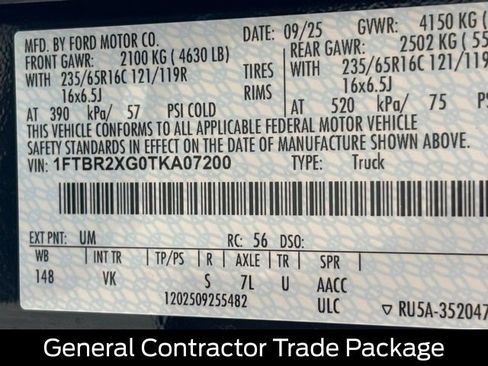 MFD. BY FORD MOTOR CO. DATE: 09/25 GVWR: 4150 KG (
FRONT GAWR: 2100 KG ( 4630 LB) REAR GAWR: 2502 KG ( 55
WITH 235/65R16C 121/119R TIRES WITH 235/65R16C 121/119
16x6.5J RIMS 16x6.5J
AT 390 kPa/ 57 PSI COLD AT 520 kPa/ 75 PS
THIS VEHICLE CONFORMS TO ALL APPLICABLE FEDERAL MOTOR VEHICLE
SAFETY STANDARDS IN EFFECT ON THE DATE OF MANUFACTURE SHOWN ABOVE.
VIN: 1FTBR2XG0TKA07200 TYPE: Truck
EXT PNT: UM RC: 56 DSO:
WB INT TR TP/PS R AXLE TR SPR
148 VK S 7L U AACC
1202509255482 ULC ▽ RU5A-352047
General Contractor Trade Package